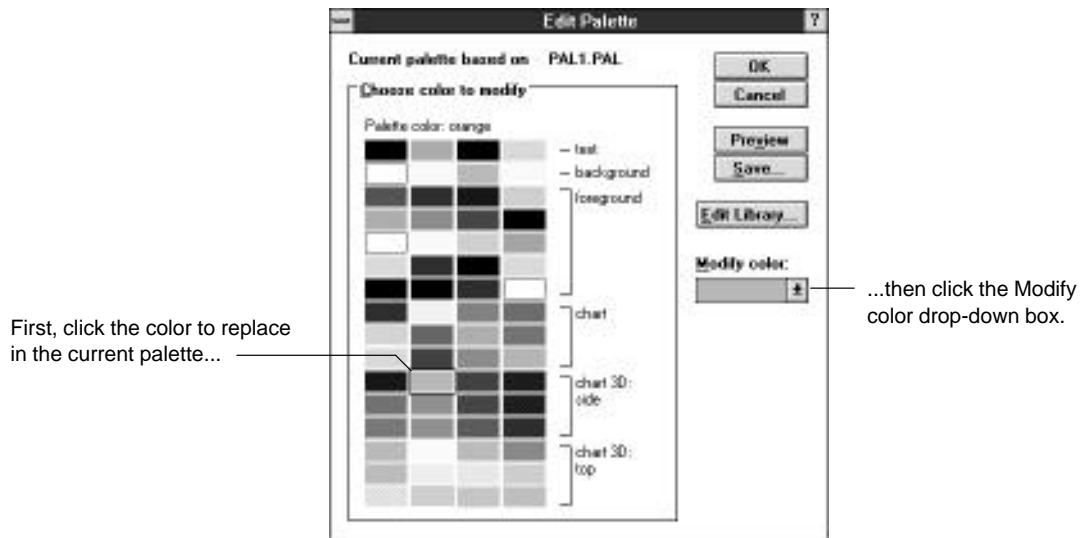 Edit Palette ?
Current palette based on PAL1.PAL
OK
Cancel
Choose color to modify
Palette color: orange
Preview
Save...
text
background
foreground
Edit Library...
Modify color:
...then click the Modify
color drop-down box.
First, click the color to replace
in the current palette...
chart
chart 3D:
side
chart 3D:
top